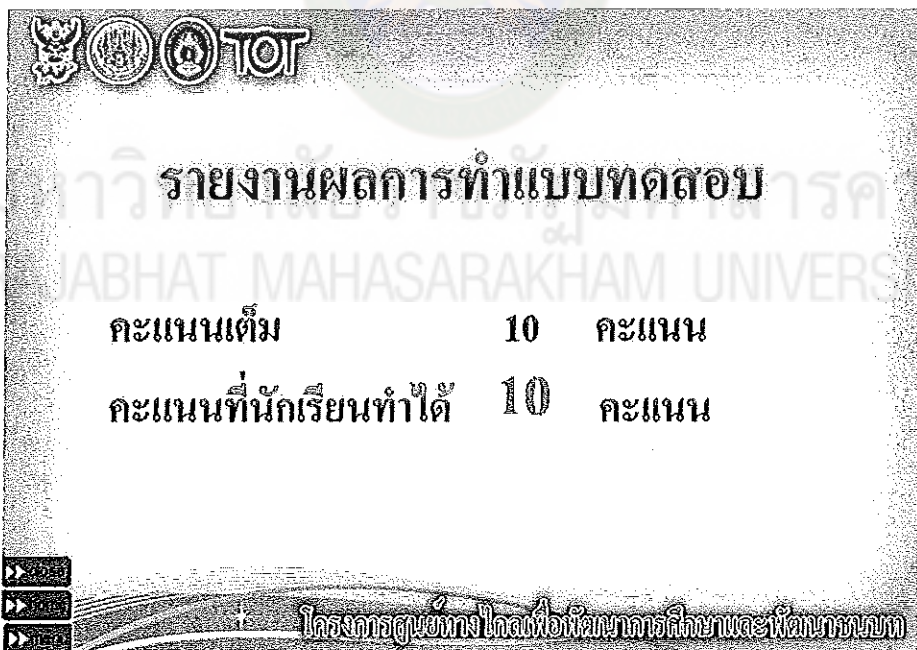 TOT
รายงานผลการทำแบบทดสอบ
JABHAT MAHASARAKHAM UNIVERS
คะแนนเต็ม 10 คะแนน
คะแนนที่นักเรียนทำได้ 10 คะแนน
โครงการศูนย์ทางไกลเพื่อพัฒนาการศึกษาและพัฒนาชนบท